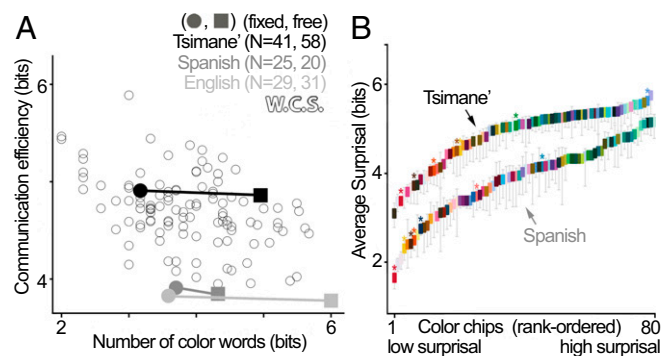 A
(●, ■) (fixed, free)
Tsimane' (N=41, 58)
Spanish (N=25, 20)
English (N=29, 31)
W.C.S.
Communication efficiency (bits)
6
4
2
6
Number of color words (bits)
B
Average Surprisal (bits)
6
4
2
Tsimane'
Spanish
1
80
Color chips (rank-ordered)
low surprisal
high surprisal